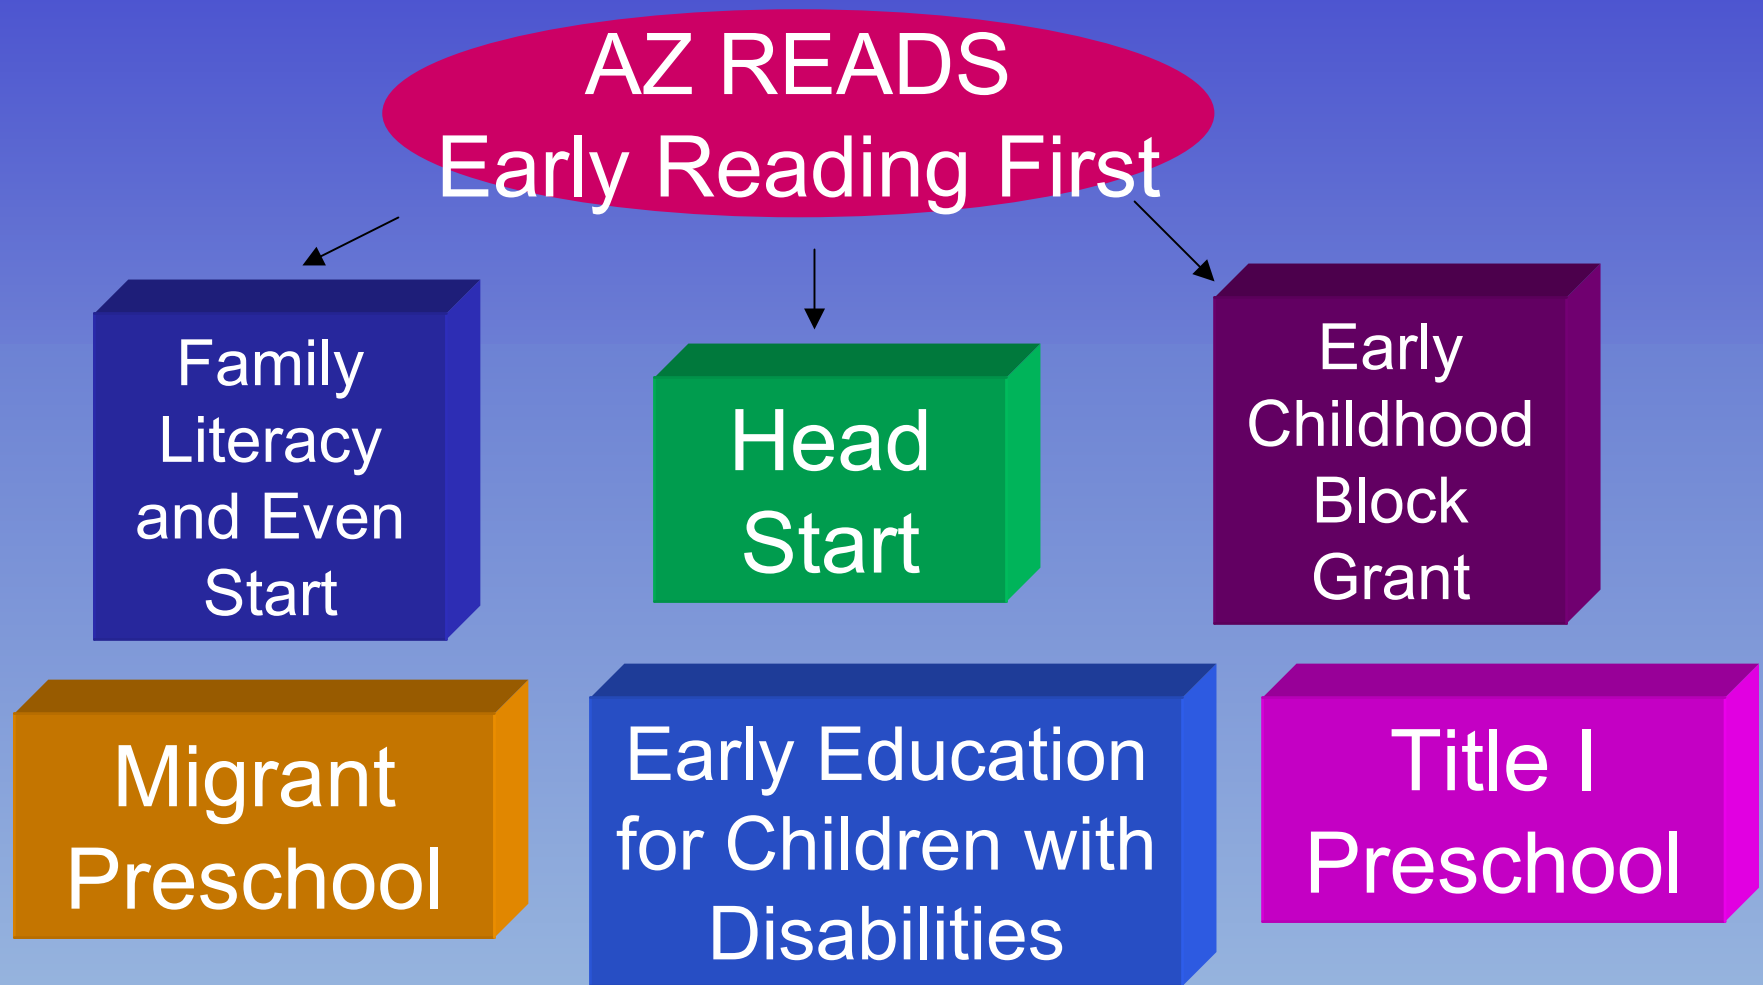 AZ READS
Early Reading First
Family
Literacy
and Even
Start
Head
Start
Early
Childhood
Block
Grant
Migrant
Preschool
Early Education
for Children with
Disabilities
Title I
Preschool